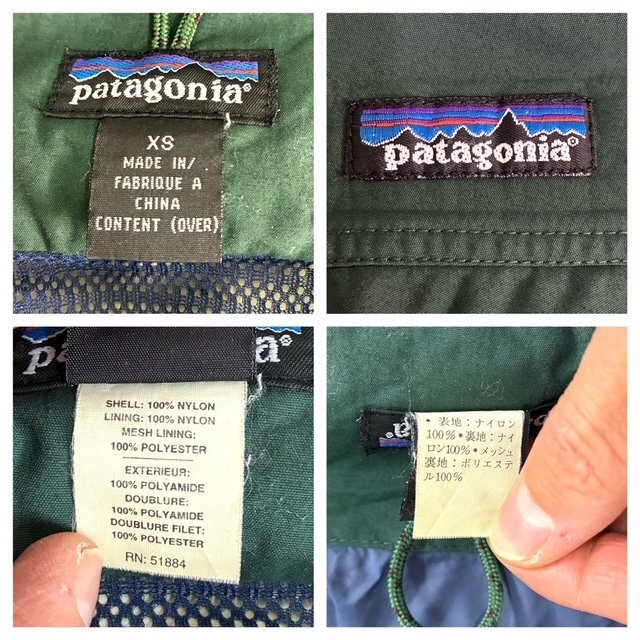 patagonia®
XS
MADE IN/
FABRIQUE A
CHINA
CONTENT (OVER)
patagonia®
SHELL: 100% NYLON
LINING: 100% NYLON
MESH LINING:
100% POLYESTER
EXTERIEUR:
100% POLYAMIDE
DOUBLURE:
100% POLYAMIDE
DOUBLURE FILET:
100% POLYESTER
RN: 51884
• 表地：ナイロン
100% • 裏地：ナイ
ロン100% • メッシュ
裏地：ポリエステ
ル100%